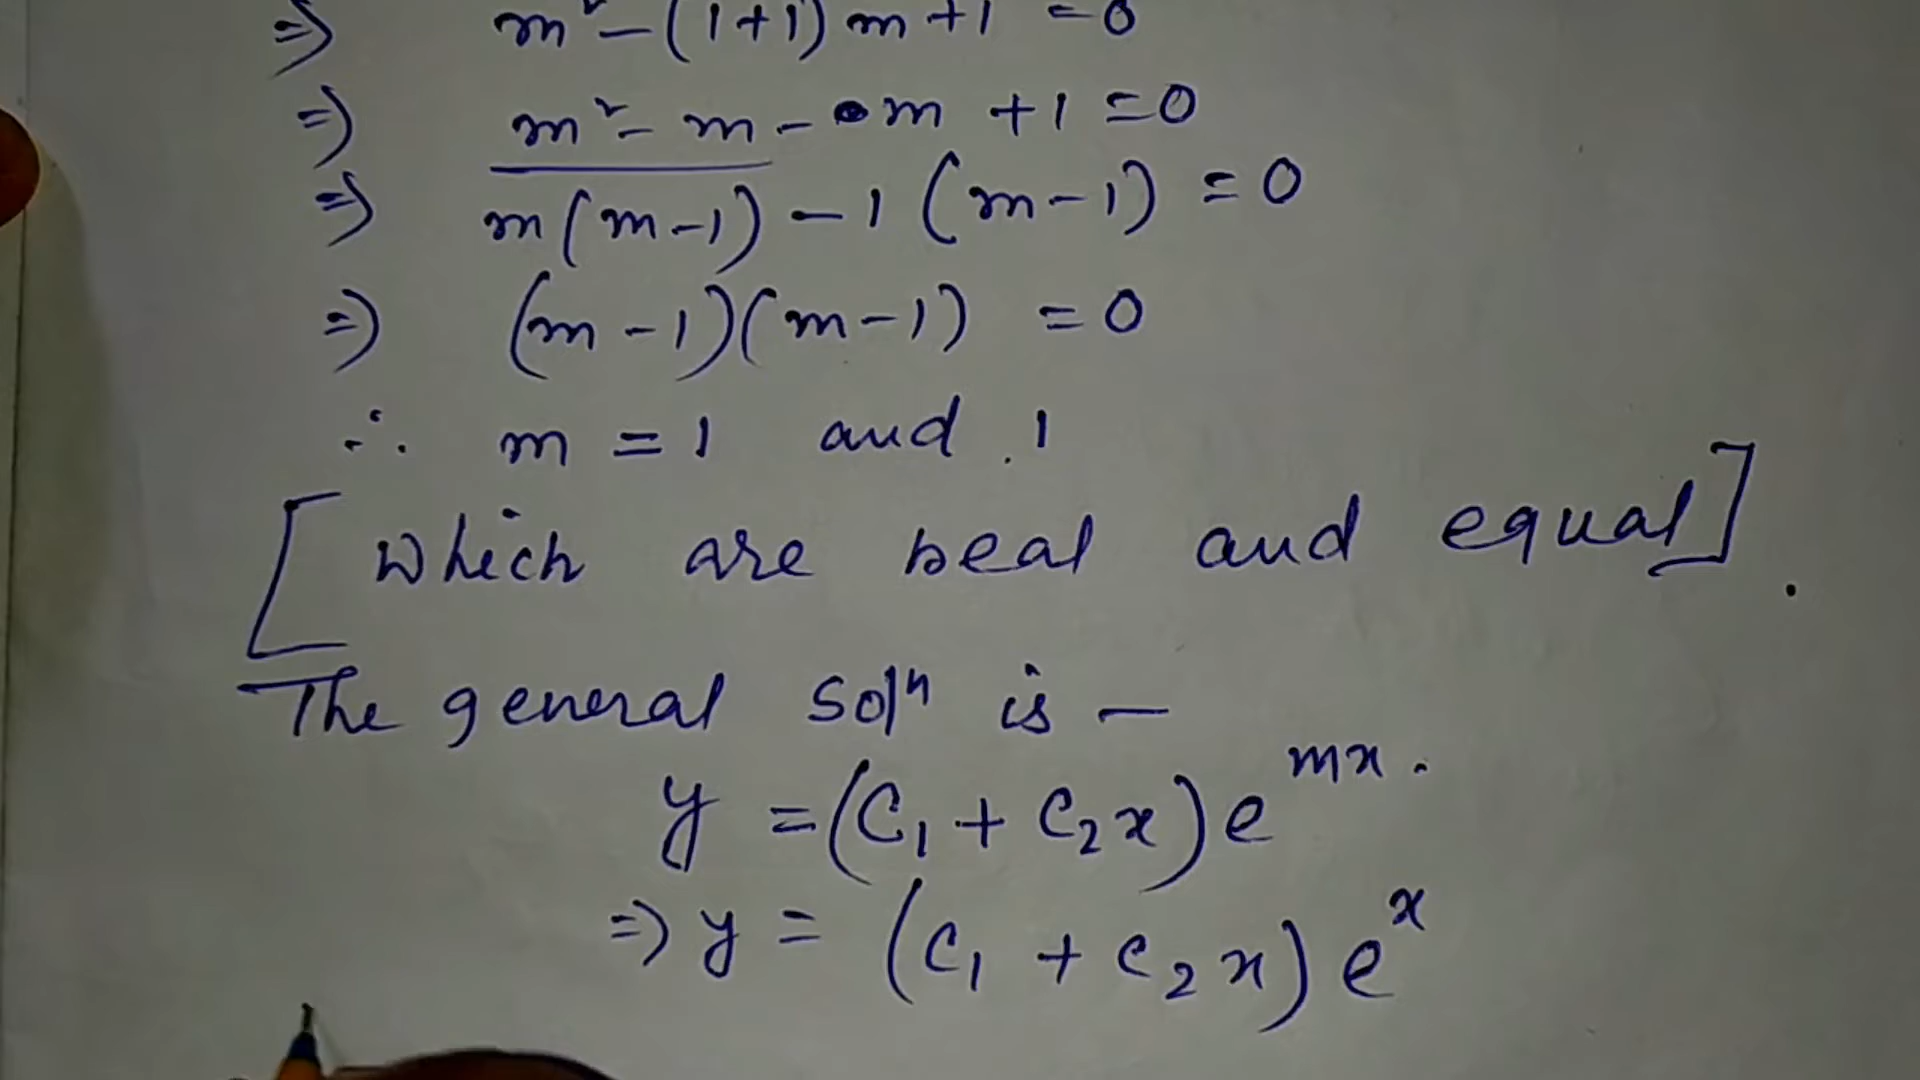 ⇒ m² - (1+1) m + 1 = 0
⇒ m² - m - m + 1 = 0
⇒ m(m-1) - 1 (m-1) = 0
⇒ (m-1)(m-1) = 0
∴ m = 1 and 1
[which are real and equal].
The general solⁿ is —
y = (C₁ + C₂x)e^mx.
⇒ y = (C₁ + C₂x)e^x